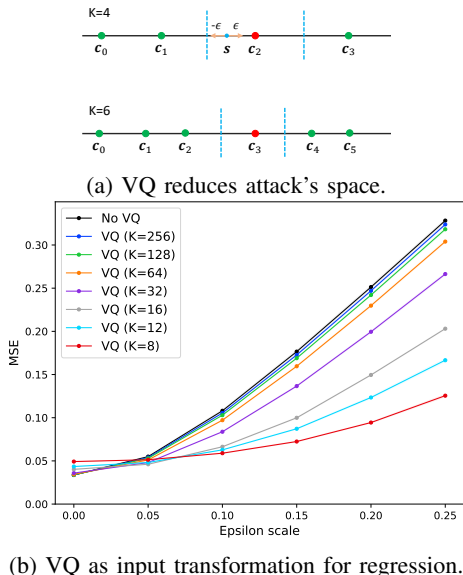 K=4
-ϵ ϵ
c0 c1 s c2 c3
K=6
c0 c1 c2 c3 c4 c5
(a) VQ reduces attack's space.
No VQ
VQ (K=256)
VQ (K=128)
VQ (K=64)
VQ (K=32)
VQ (K=16)
VQ (K=12)
VQ (K=8)
MSE
0.30
0.25
0.20
0.15
0.10
0.05
0.00
0.00 0.05 0.10 0.15 0.20 0.25
Epsilon scale
(b) VQ as input transformation for regression.